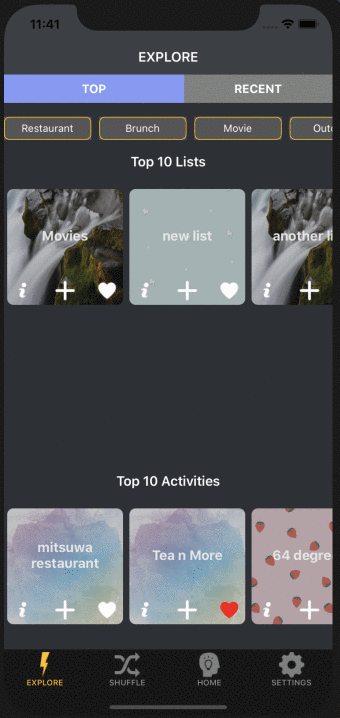 11:41
EXPLORE
TOP RECENT
Restaurant Brunch Movie Outd
Top 10 Lists
Movies new list another li
i i i
Top 10 Activities
mitsuwa
restaurant
Tea n More
64 degre
i i i
EXPLORE SHUFFLE HOME SETTINGS